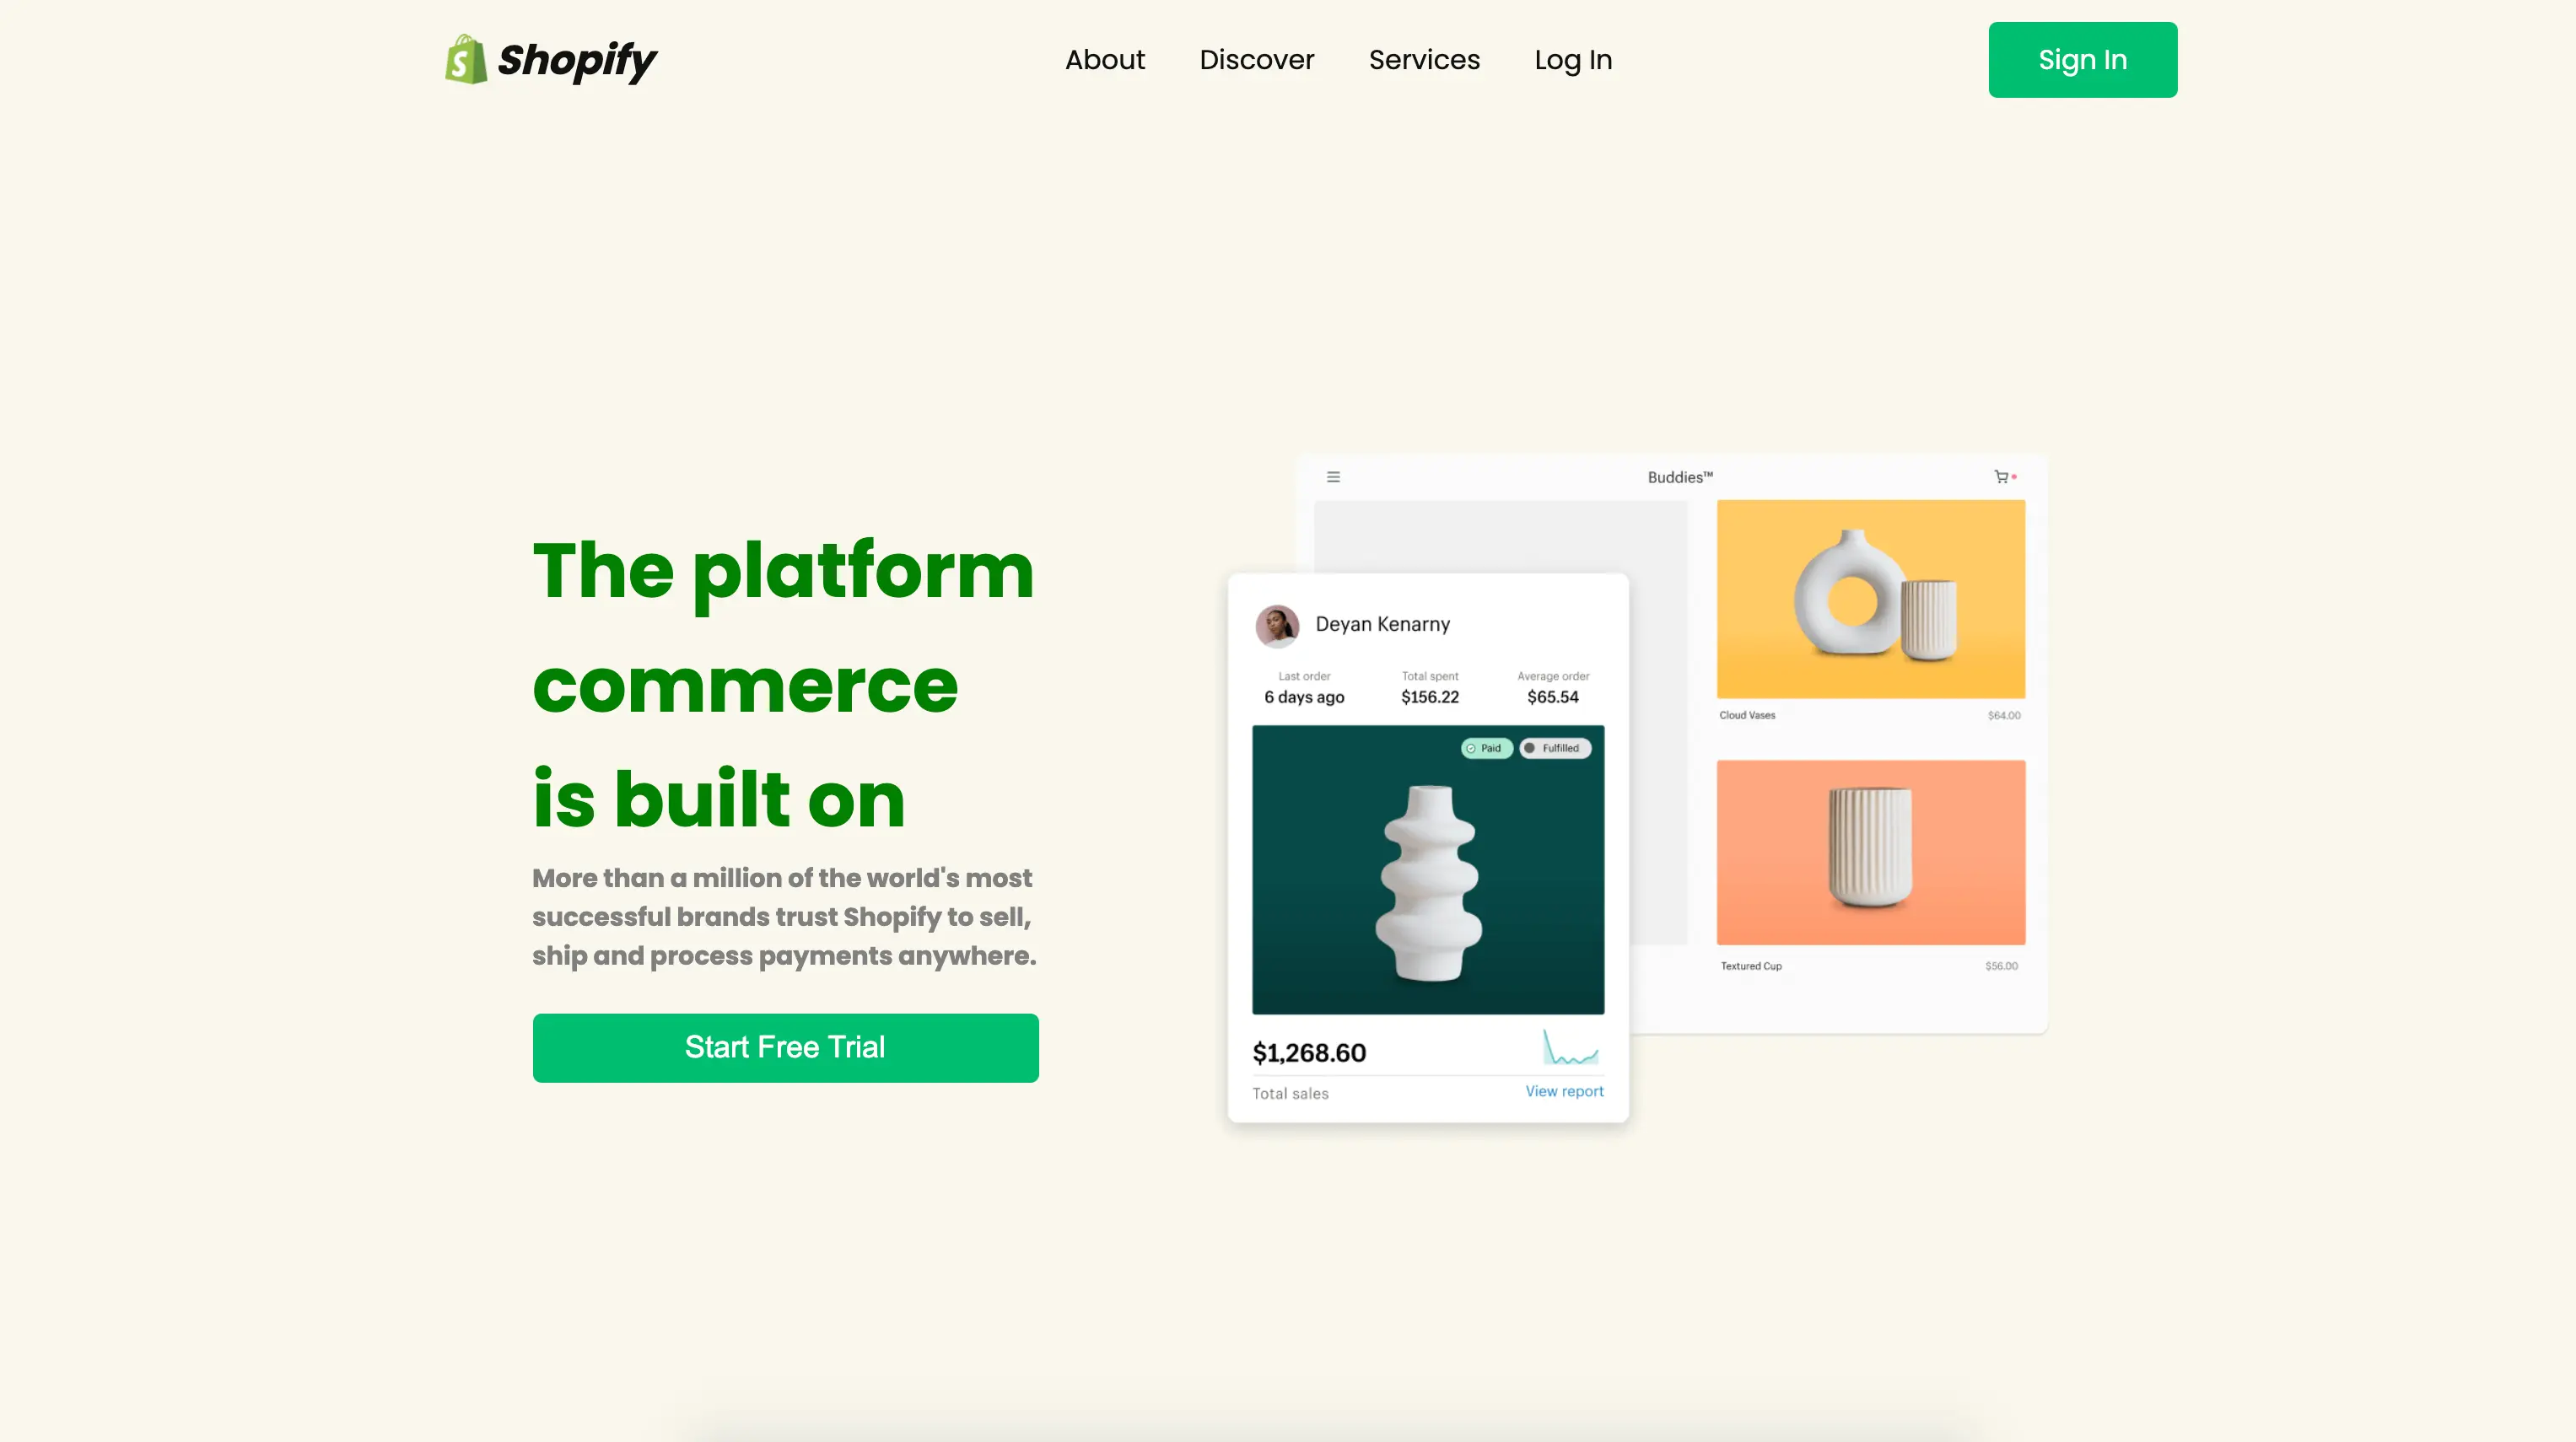 Shopify
About
Discover
Services
Log In
Sign In
The platform
commerce
is built on
More than a million of the world's most
successful brands trust Shopify to sell,
ship and process payments anywhere.
Start Free Trial
Buddies™
Deyan Kenarny
Last order Total spent Average order
6 days ago $156.22 $65.54
Paid Fulfilled
$1,268.60
Total sales View report
Cloud Vases $64.00
Textured Cup $56.00